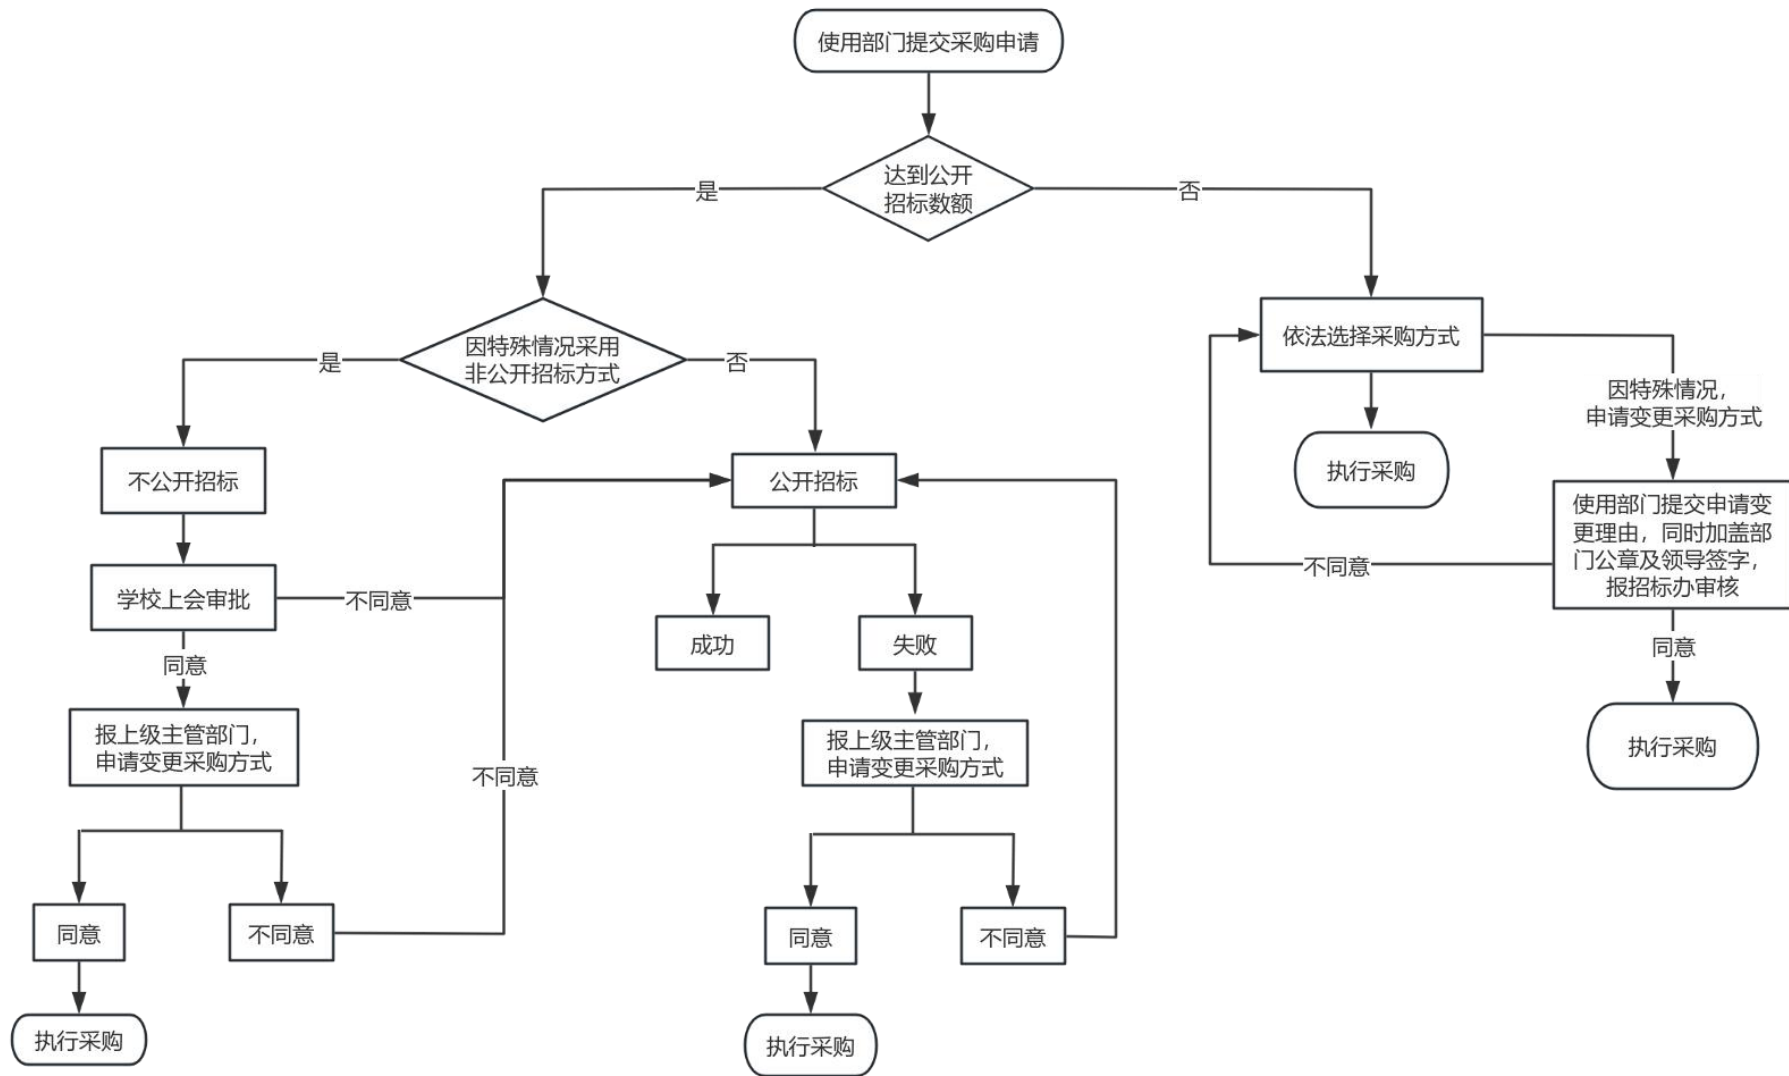 使用部门提交采购申请
达到公开
招标数额
是
否
因特殊情况采用
非公开招标方式
是
否
依法选择采购方式
因特殊情况，
申请变更采购方式
执行采购
不公开招标
公开招标
使用部门提交申请变
更理由，同时加盖部
门公章及领导签字，
报招标办审核
不同意
同意
执行采购
学校上会审批
不同意
同意
成功
失败
报上级主管部门，
申请变更采购方式
不同意
报上级主管部门，
申请变更采购方式
同意
不同意
同意
不同意
执行采购
执行采购